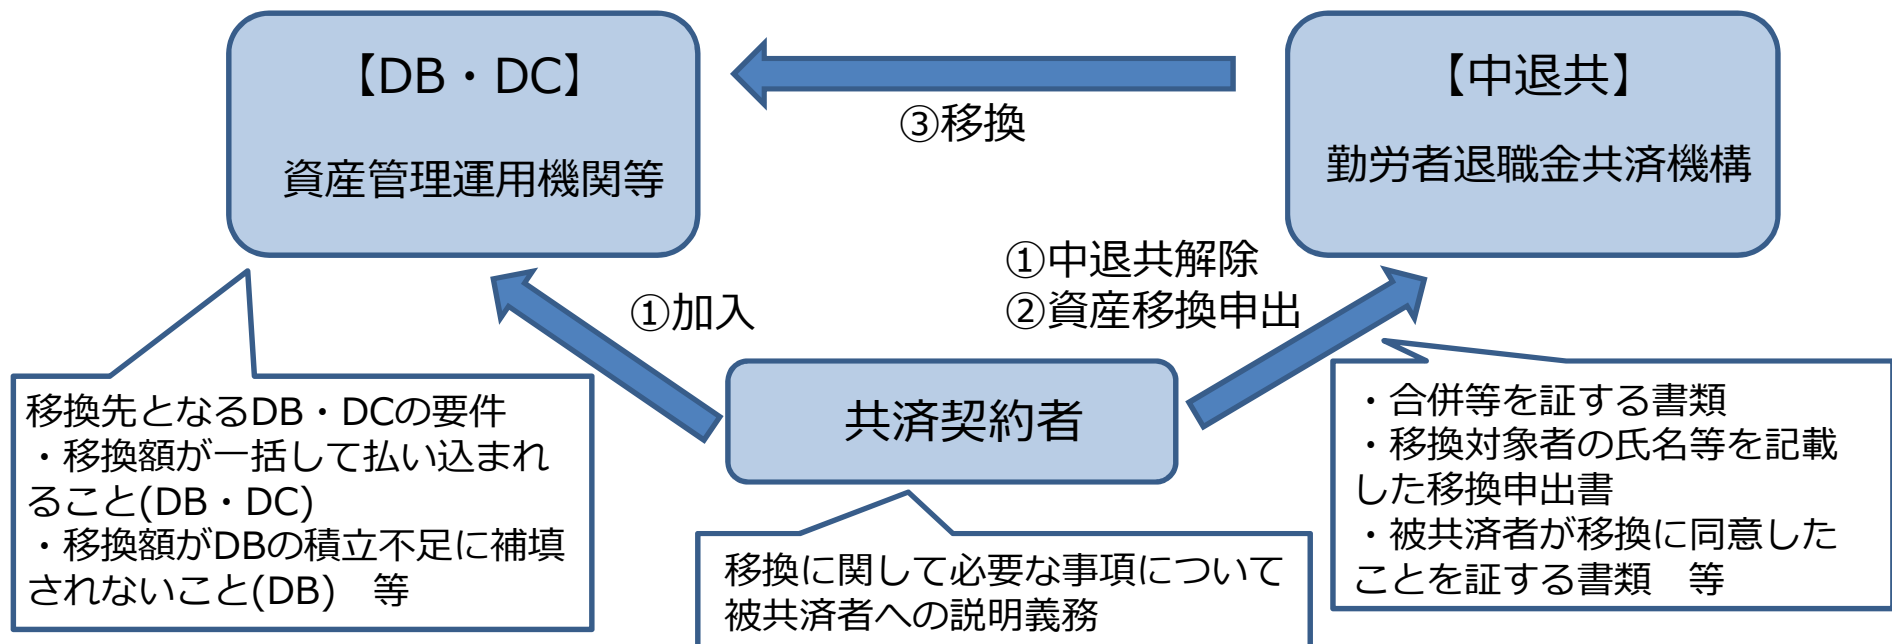 【DB・DC】
資産管理運用機関等
③移換
【中退共】
勤労者退職金共済機構
①加入
①中退共解除
②資産移換申出
共済契約者
移換先となるDB・DCの要件
・移換額が一括して払い込まれ
ること(DB・DC)
・移換額がDBの積立不足に補填
されないこと(DB)　等
移換に関して必要な事項について
被共済者への説明義務
・合併等を証する書類
・移換対象者の氏名等を記載
した移換申出書
・被共済者が移換に同意した
ことを証する書類　等